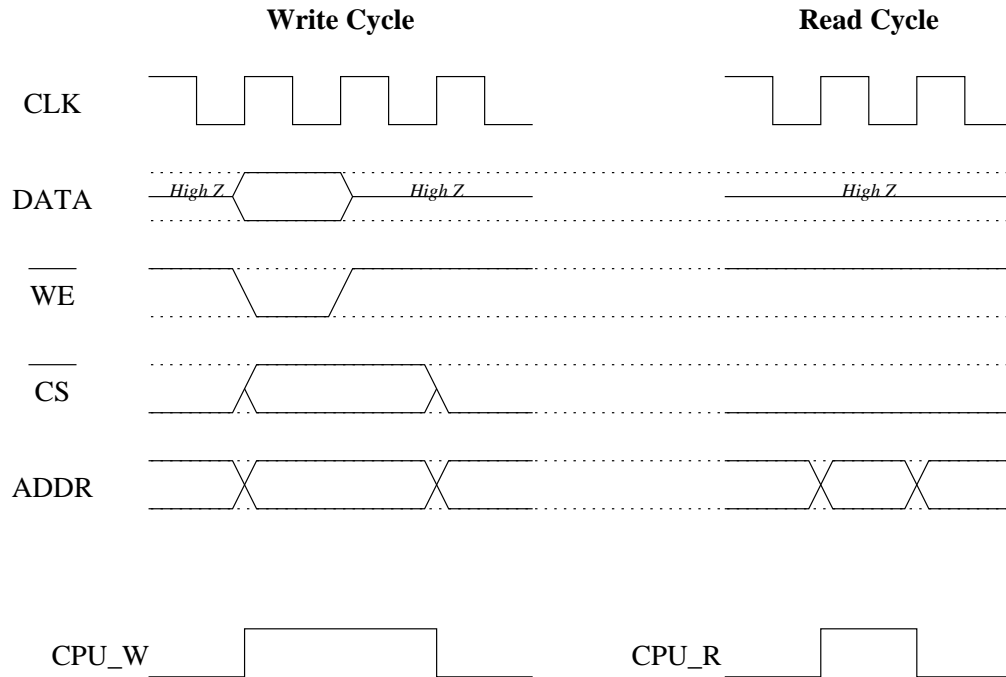 Write Cycle Read Cycle
CLK
DATA High Z High Z High Z
WE
CS
ADDR
CPU_W CPU_R